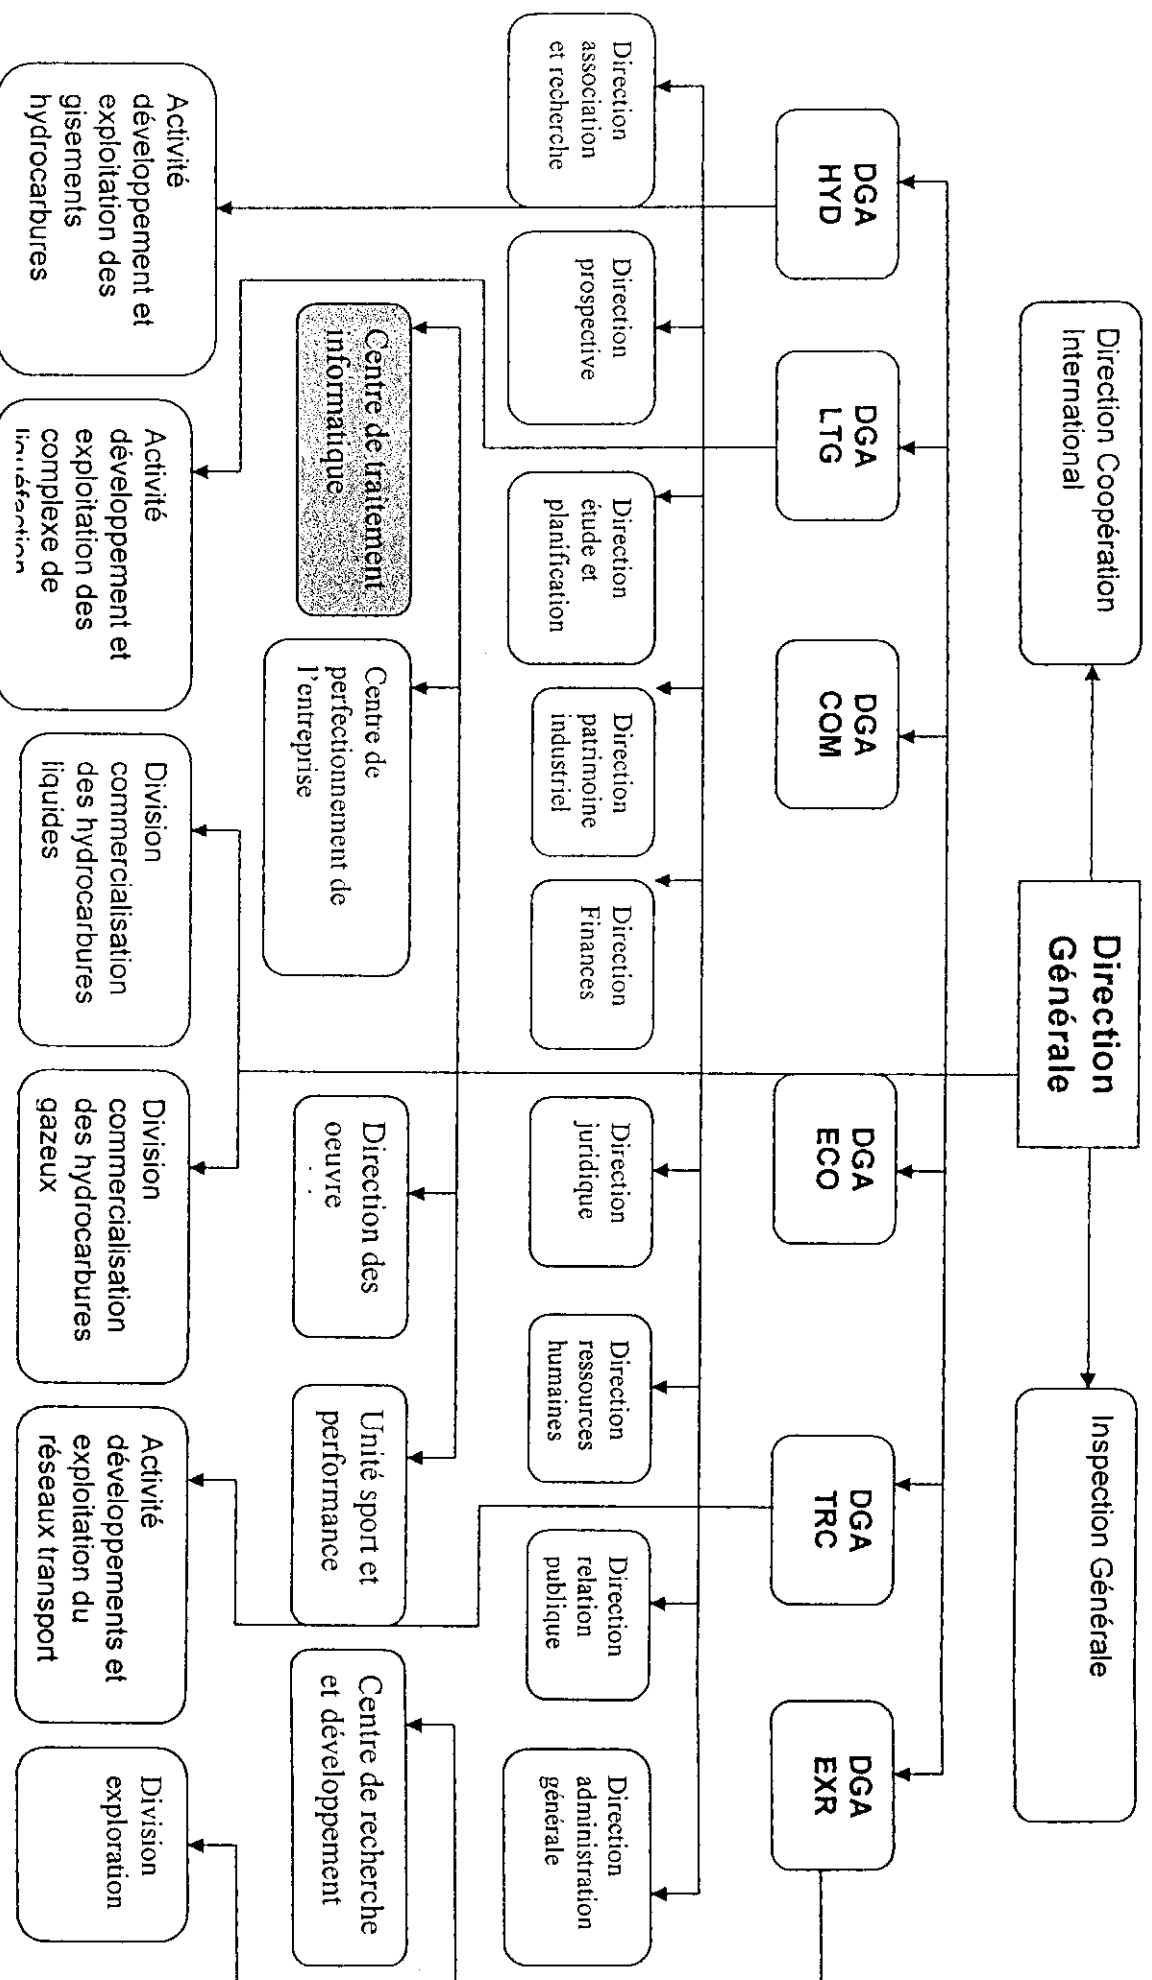 Direction Coopération
International
Direction
Générale
Inspection Générale
DGA
HYD
DGA
LTG
DGA
COM
DGA
ECO
DGA
TRC
DGA
EXR
Direction
association
et recherche
Direction
prospective
Direction
étude et
planification
Direction
patrimoine
industriel
Direction
Finances
Direction
juridique
Direction
ressources
humaines
Direction
relation
publique
Direction
administration
générale
Centre de traitement
informatique
Centre de
perfectionnement de
l'entreprise
Direction des
oeuvre
Unité sport et
performance
Centre de recherche
et développement
Activité
développement et
exploitation des
gisements
hydrocarbures
Activité
développement et
exploitation des
complexe de
Division
commercialisation
des hydrocarbures
liquides
Division
commercialisation
des hydrocarbures
gazeux
Activité
développements et
exploitation du
réseaux transport
Division
exploration